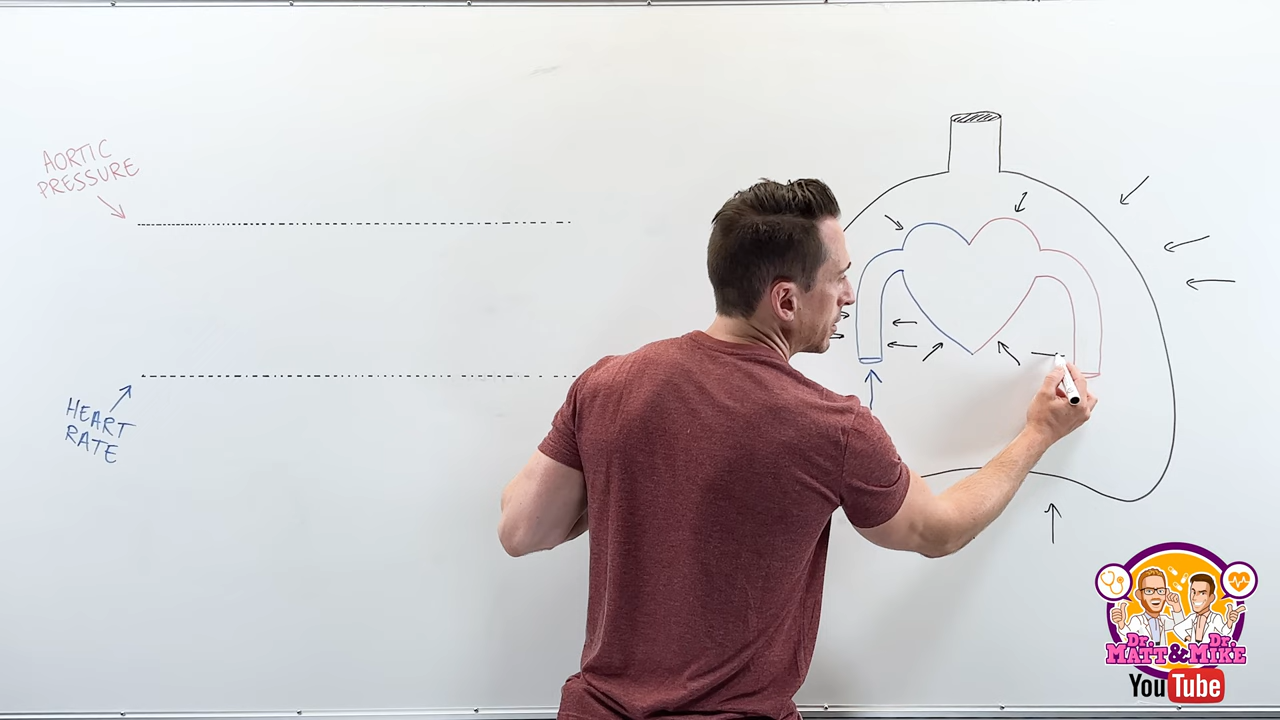 AORTIC
PRESSURE
HEART
RATE
Dr. Dr.
MATT & MIKE
YouTube